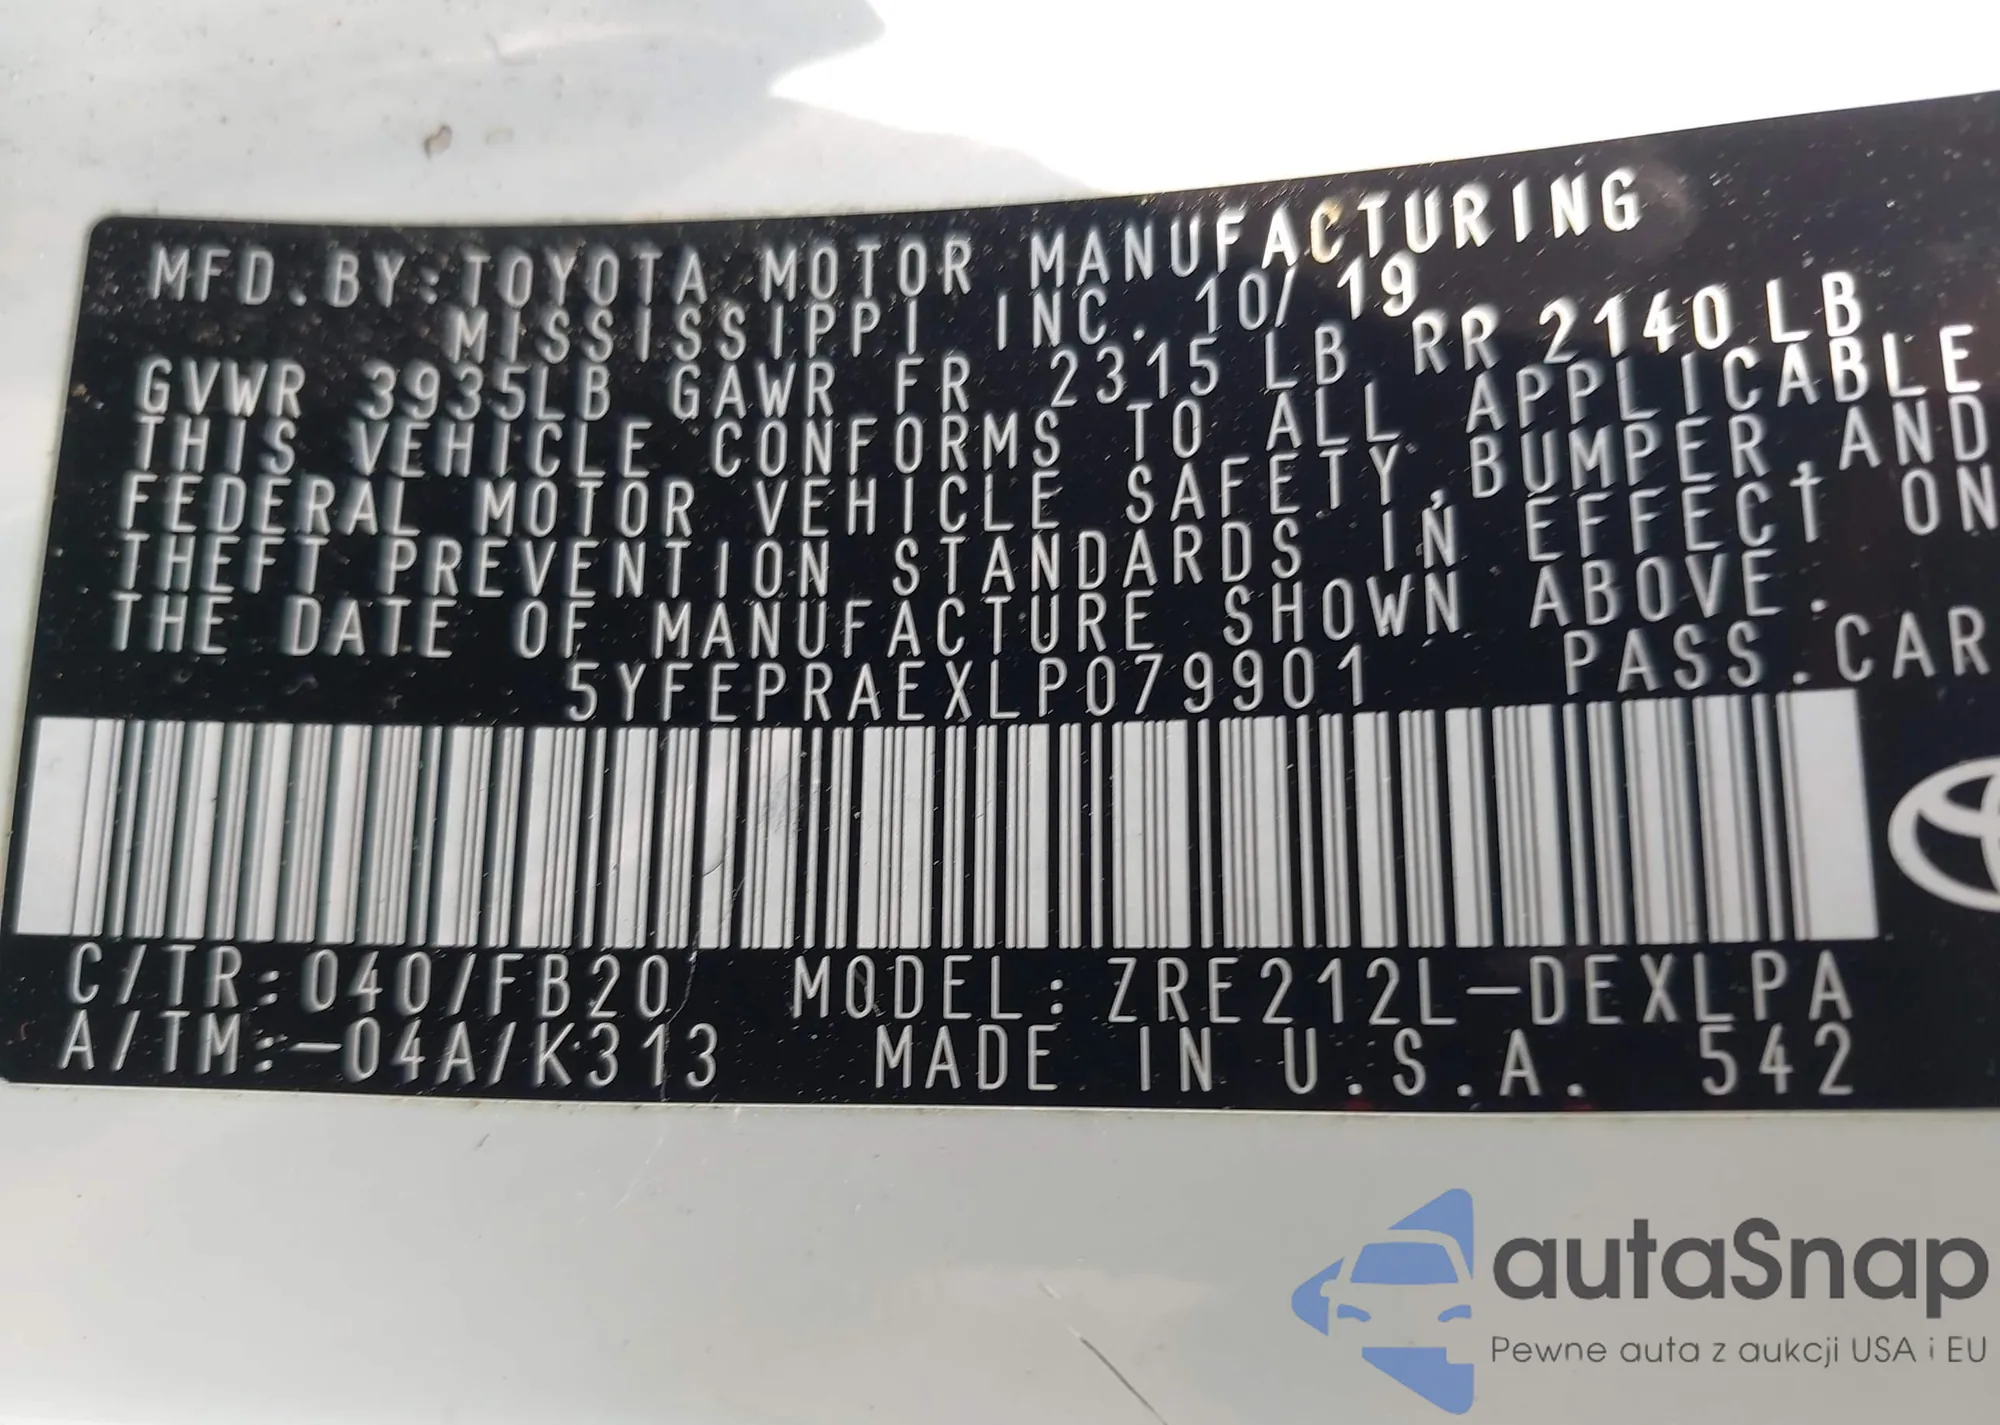 MFD.BY:TOYOTA MOTOR MANUFACTURING
MISSISSIPPI INC. 10/19
GVWR 3935LB GAWR FR 2315 LB RR 2140LB
THIS VEHICLE CONFORMS TO ALL APPLICABLE
FEDERAL MOTOR VEHICLE SAFETY,BUMPER,AND
THEFT PREVENTION STANDARDS IN EFFECT ON
THE DATE OF MANUFACTURE SHOWN ABOVE.
5YFEPRAEXLP079901 PASS.CAR
C/TR:040/FB20 MODEL:ZRE212L-DEXLPA
A/TM:-04A/K313 MADE IN U.S.A. 542
autaSnap
Pewne auta z aukcji USA i EU